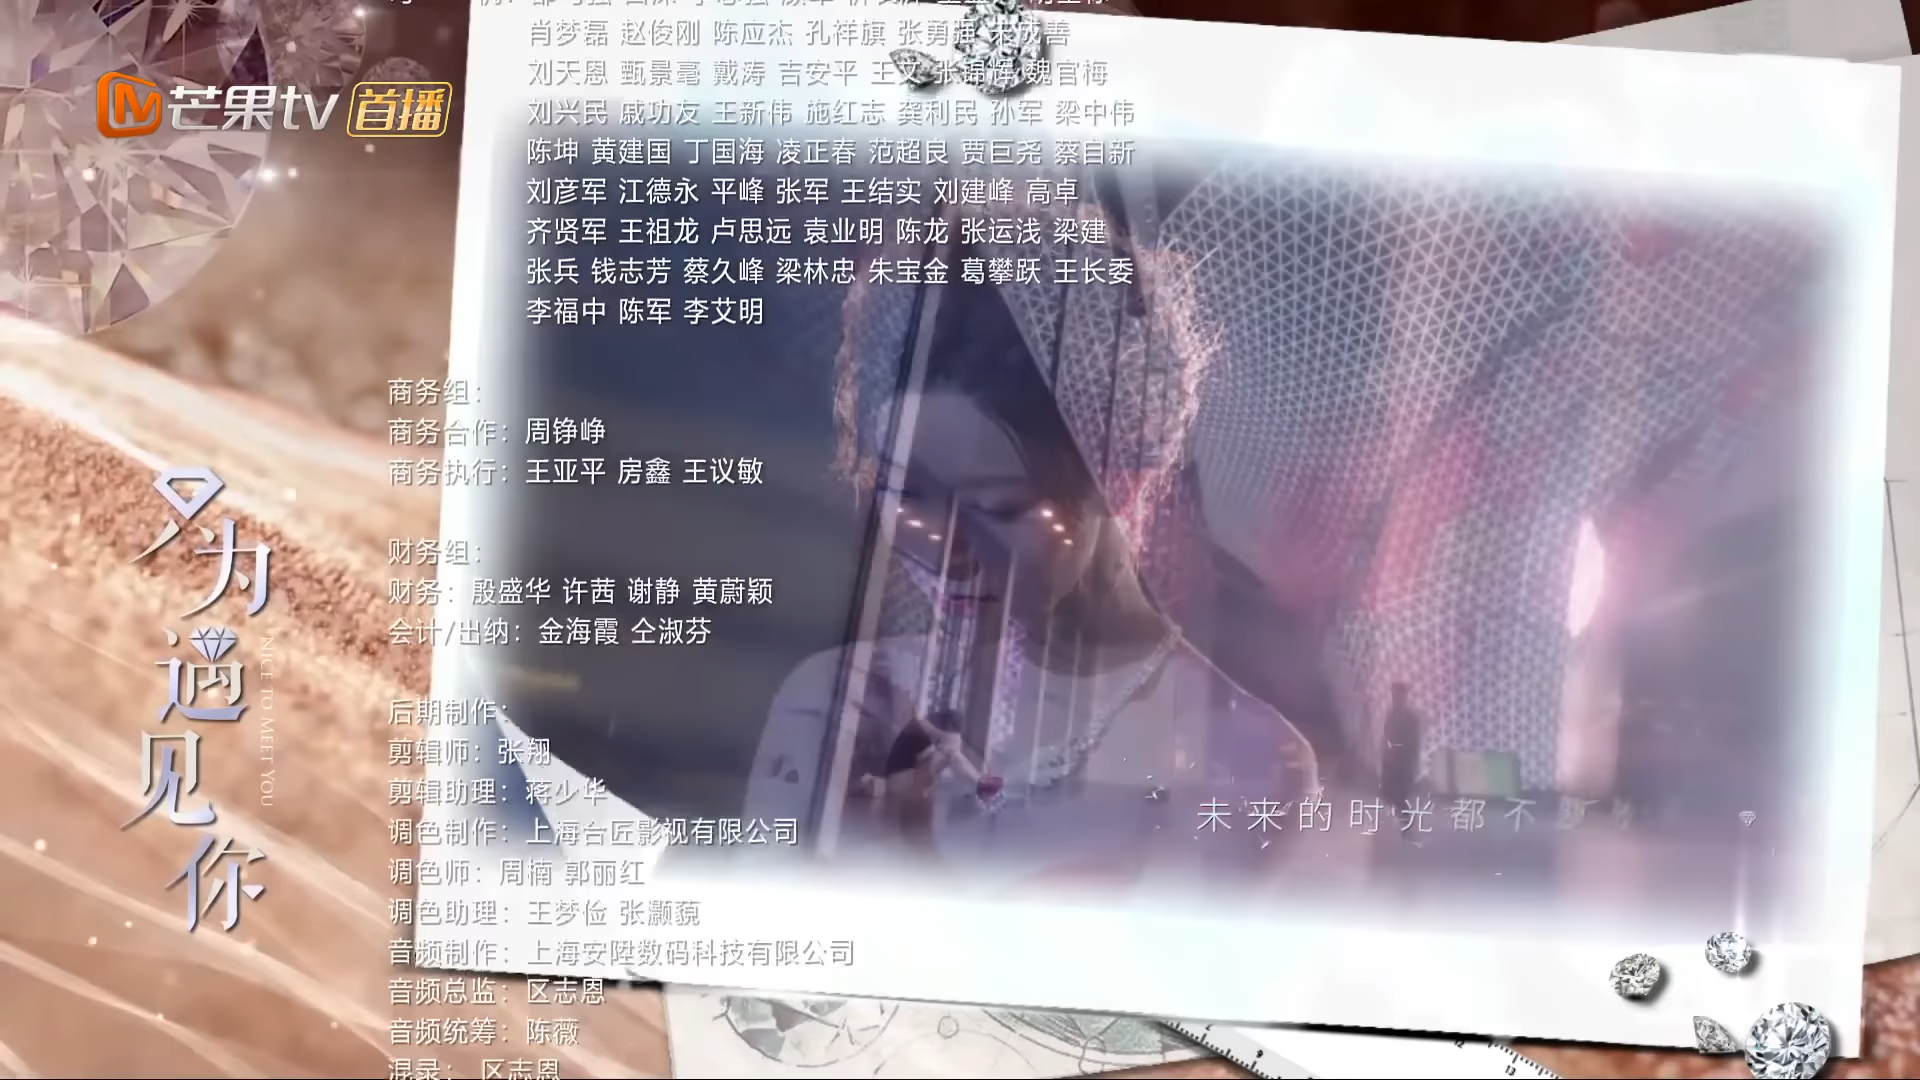 肖梦磊 赵俊刚 陈应杰 孔祥旗 张勇强 朱成善
刘天恩 甄景毫 戴涛 吉安平 王文 张锦辉 魏官梅
芒果tv 首播
刘兴民 戚功友 王新伟 施红志 龚利民 孙军 梁中伟
陈坤 黄建国 丁国海 凌正春 范超良 贾巨尧 蔡自新
刘彦军 江德永 平峰 张军 王结实 刘建峰 高卓
齐贤军 王祖龙 卢思远 袁业明 陈龙 张运浅 梁建
张兵 钱志芳 蔡久峰 梁林忠 朱宝金 葛攀跃 王长委
李福中 陈军 李艾明
商务组：
商务合作：周铮峥
商务执行：王亚平 房鑫 王议敏
财务组：
财务：殷盛华 许茜 谢静 黄蔚颖
会计/出纳：金海霞 仝淑芬
后期制作：
剪辑师：张翔
剪辑助理：蒋少华
调色制作：上海台匠影视有限公司
调色师：周楠 郭丽红
调色助理：王梦俭 张灏藐
音频制作：上海安陞数码科技有限公司
音频总监：区志恩
音频统筹：陈薇
混录：区志恩
只为遇见你
NICE TO MEET YOU
未来的时光都不